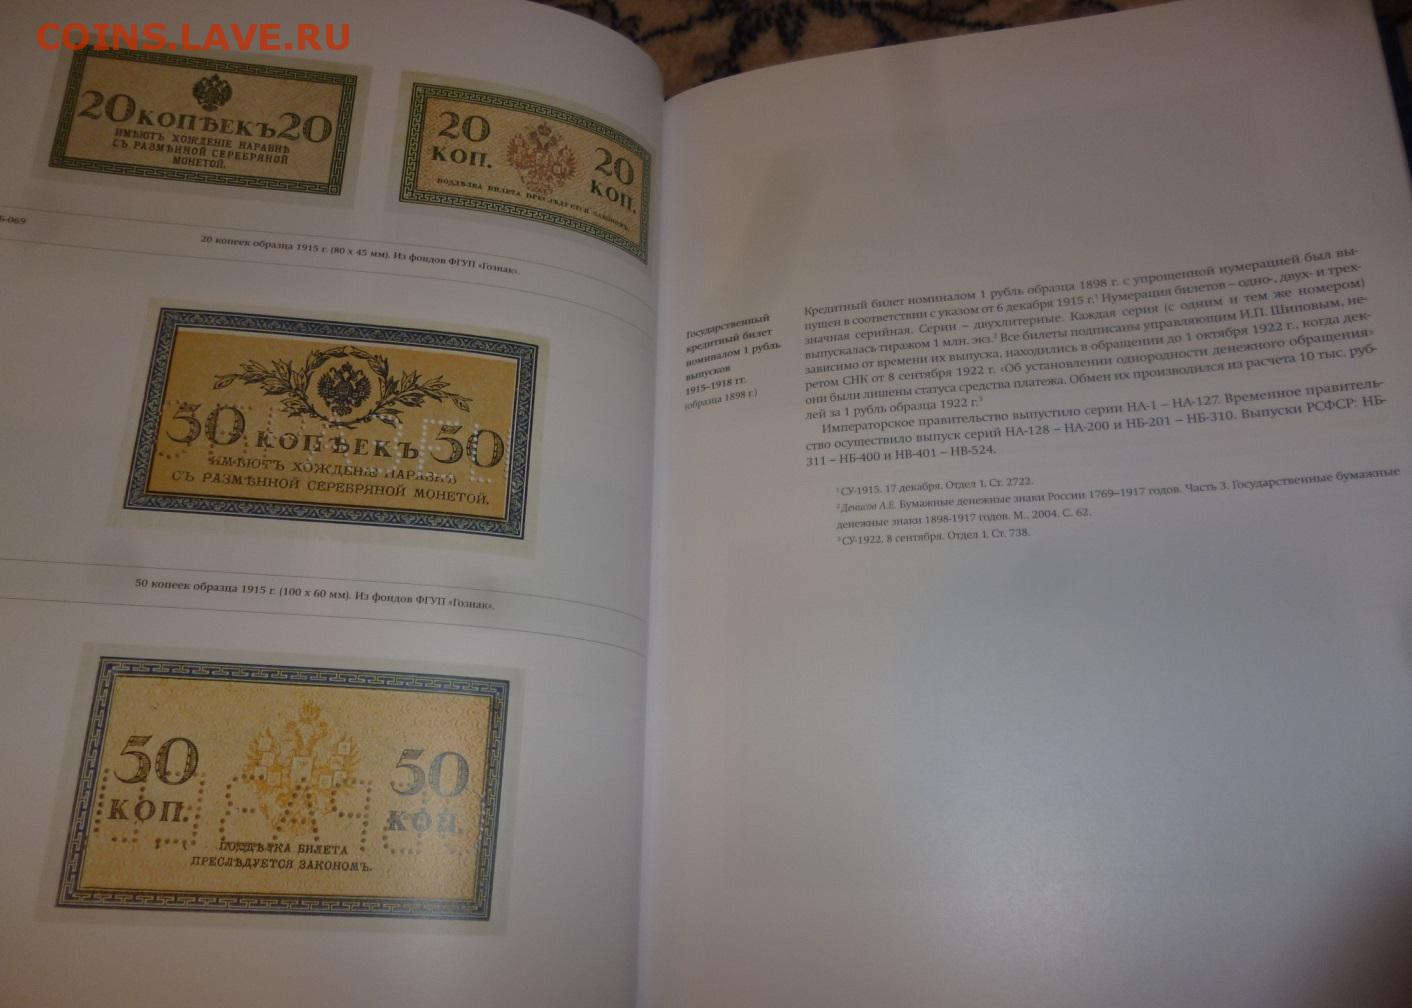 COINS.LAVE.RU
20 КОПѢЕКЪ 20
ИМѢЮТЪ ХОЖДЕНІЕ НАРАВНѢ
СЪ РАЗМѢННОЙ СЕРЕБРЯНОЙ
МОНЕТОЙ.
20
КОП.
20
КОП.
ПОДДѢЛКА БИЛЕТА ПРЕСЛѢДУЕТСЯ ЗАКОНОМЪ.
Б-069
20 копеек образца 1915 г. (80 х 45 мм). Из фондов ФГУП «Гознак».
50 КОПѢЕКЪ 50
ИМѢЮТЪ ХОЖДЕНІЕ НАРАВНѢ
СЪ РАЗМѢННОЙ СЕРЕБРЯНОЙ МОНЕТОЙ.
50 копеек образца 1915 г. (100 х 60 мм). Из фондов ФГУП «Гознак».
50
КОП.
50
КОП.
ПОДДѢЛКА БИЛЕТА
ПРЕСЛѢДУЕТСЯ ЗАКОНОМЪ.
Государственный
кредитный билет
номиналом 1 рубль
выпусков
1915–1918 гг.
(образца 1898 г.)
Кредитный билет номиналом 1 рубль образца 1898 г. с упрощенной нумерацией был вы-
пущен в соответствии с указом от 6 декабря 1915 г.¹ Нумерация билетов – одно-, двух- и трех-
значная серийная. Серии – двухлитерные. Каждая серия (с одним и тем же номером)
выпускалась тиражом 1 млн. экз.² Все билеты подписаны управляющим И.П. Шиповым, не-
зависимо от времени их выпуска, находились в обращении до 1 октября 1922 г., когда дек-
ретом СНК от 8 сентября 1922 г. «Об установлении однородности денежного обращения»
они были лишены статуса средства платежа. Обмен их производился из расчета 10 тыс. руб-
лей за 1 рубль образца 1922 г.³
Императорское правительство выпустило серии НА-1 – НА-127. Временное правитель-
ство осуществило выпуск серий НА-128 – НА-200 и НБ-201 – НБ-310. Выпуски РСФСР: НБ-
311 – НБ-400 и НВ-401 – НВ-524.
¹ СУ-1915. 17 декабря. Отдел 1. Ст. 2722.
² Денисов А.Е. Бумажные денежные знаки России 1769–1917 годов. Часть 3. Государственные бумажные
денежные знаки 1898-1917 годов. М., 2004. С. 62.
³ СУ-1922. 8 сентября. Отдел 1. Ст. 738.